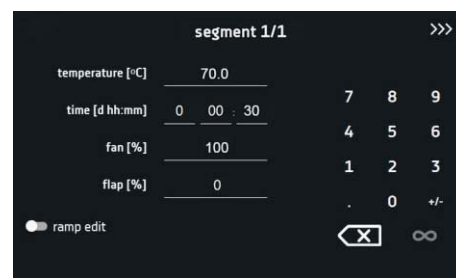 segment 1/1 >>>
temperature [ºC] 70.0
time [d hh:mm] 0 00 : 30
fan [%] 100
flap [%] 0
ramp edit
7 8 9
4 5 6
1 2 3
. 0 +/-
X ∞